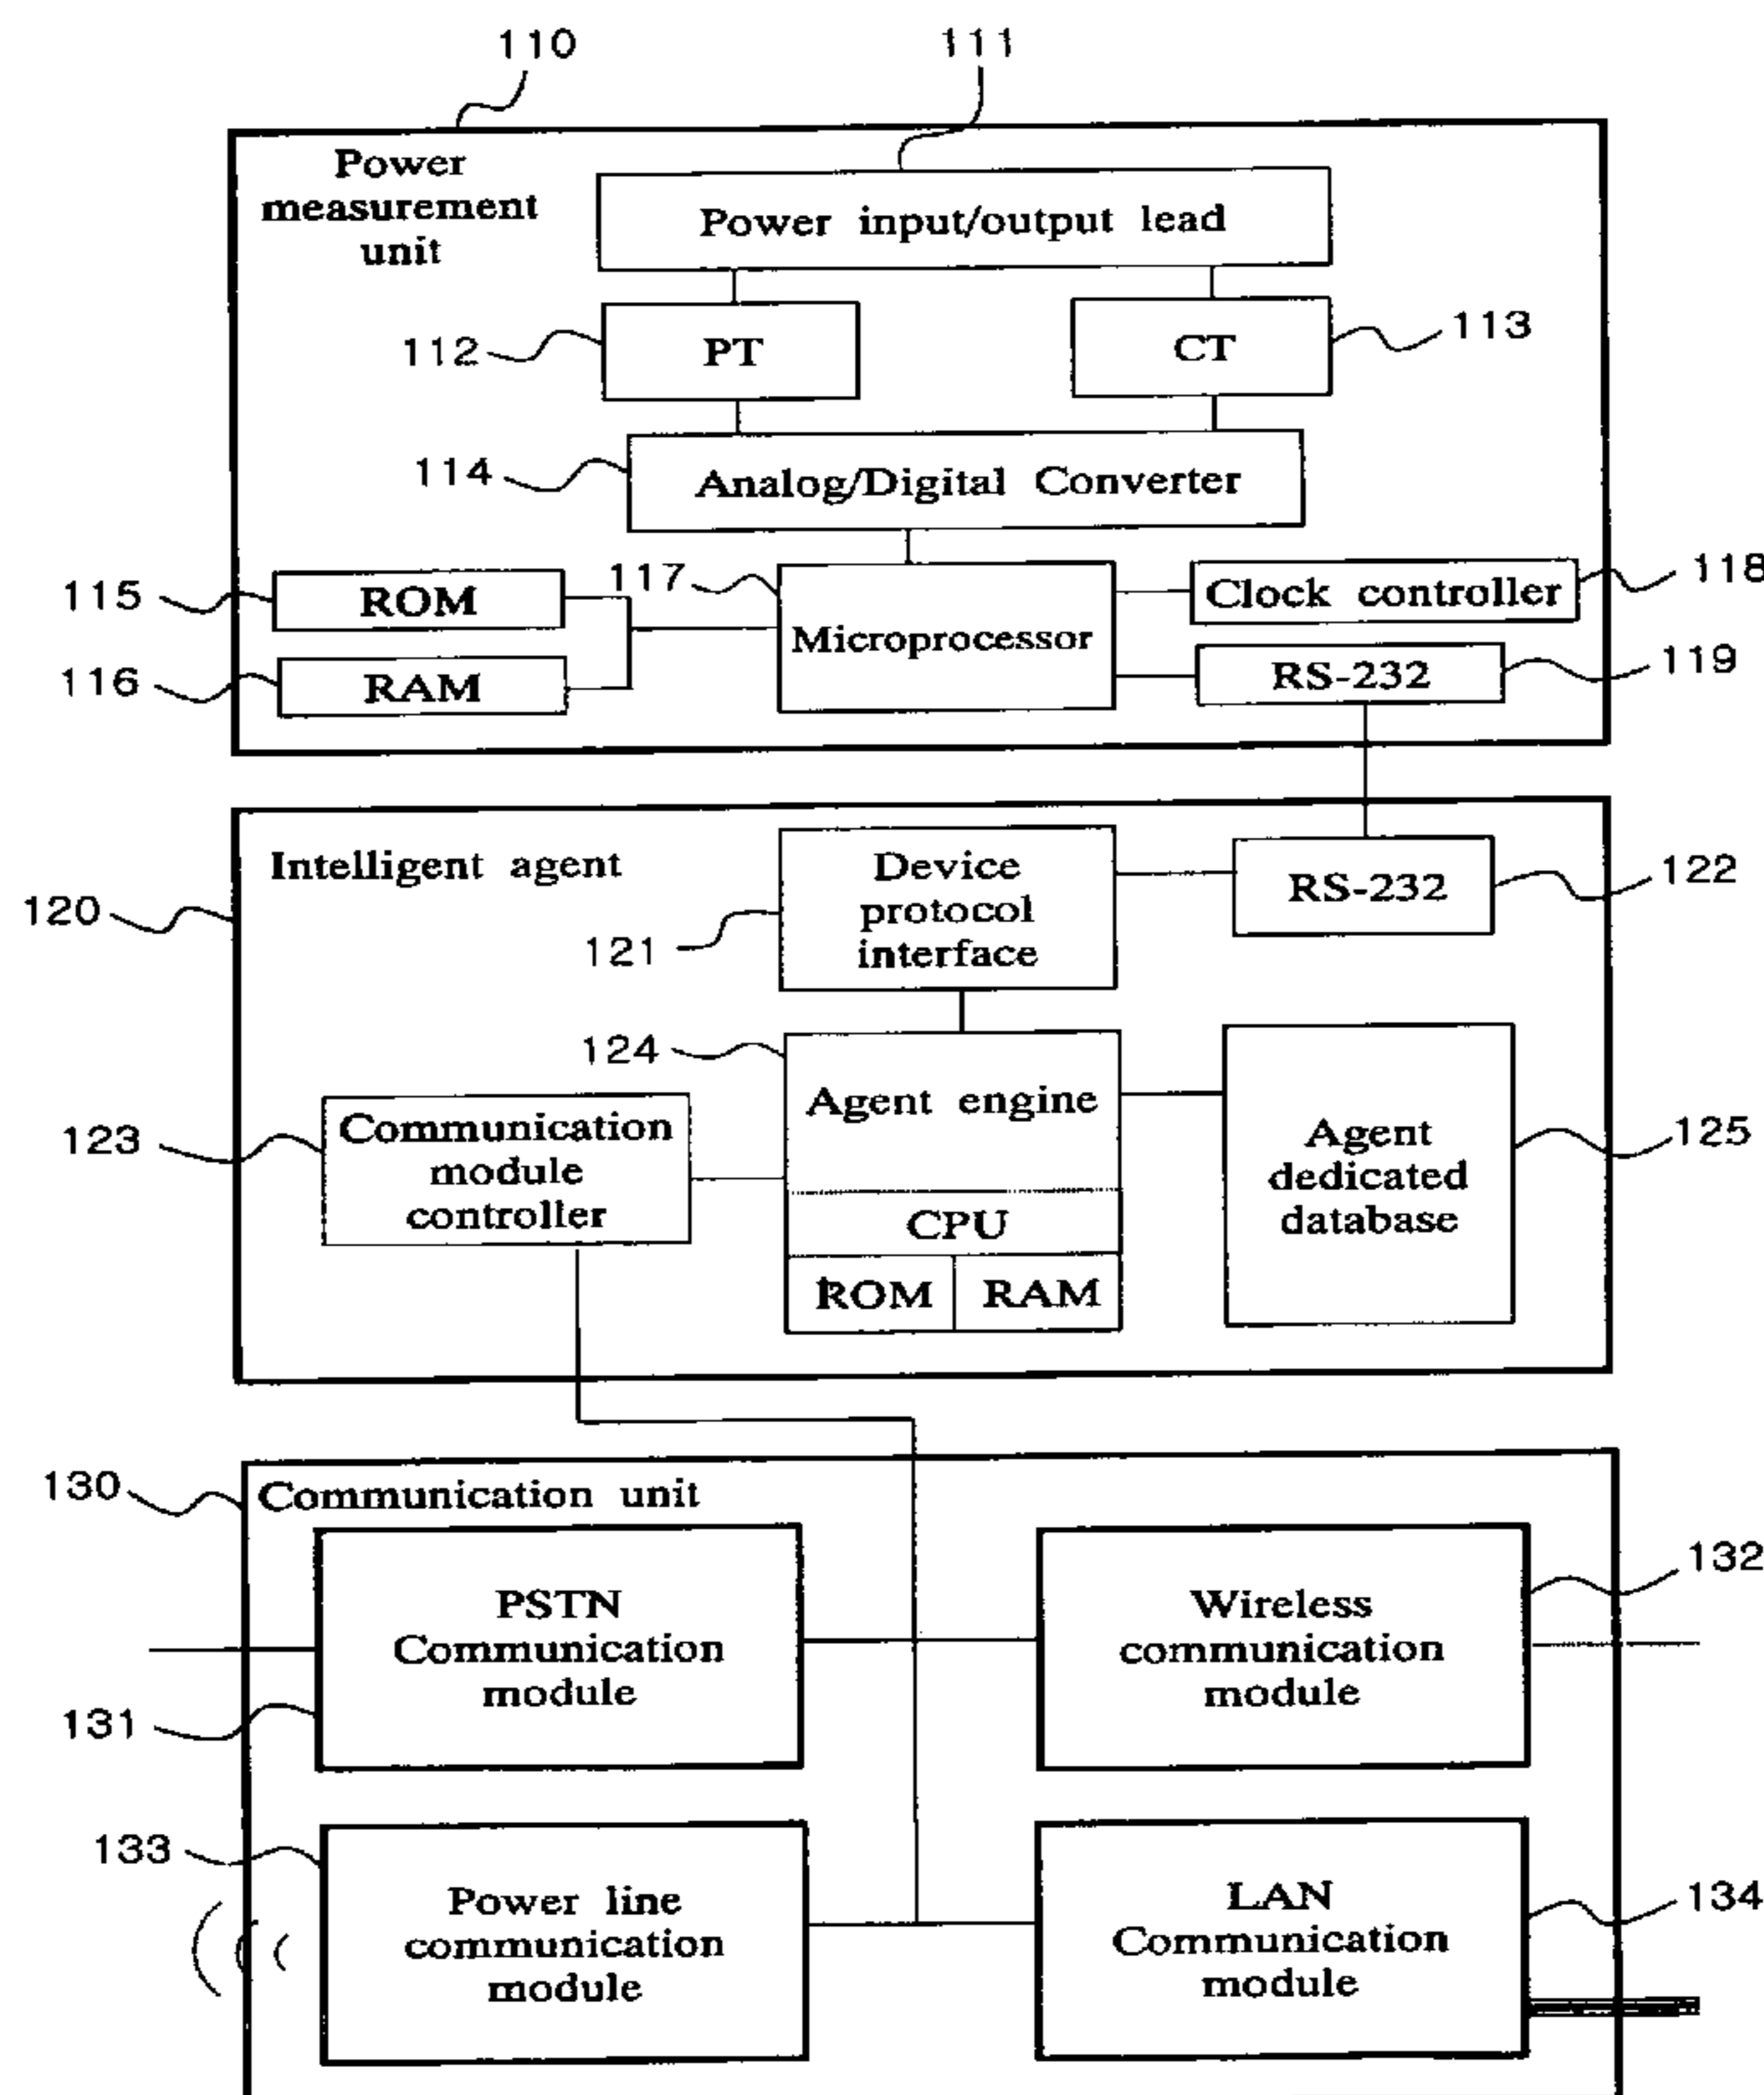 110
111
Power
measurement
unit
Power input/output lead
112
PT
CT
113
114
Analog/Digital Converter
115
ROM
117
Microprocessor
Clock controller
118
116
RAM
RS-232
119
Intelligent agent
120
Device
protocol
interface
121
RS-232
122
124
Agent engine
CPU
ROM
RAM
123
Communication
module
controller
Agent
dedicated
database
125
130
Communication unit
PSTN
Communication
module
131
Wireless
communication
module
132
133
Power line
communication
module
LAN
Communication
module
134